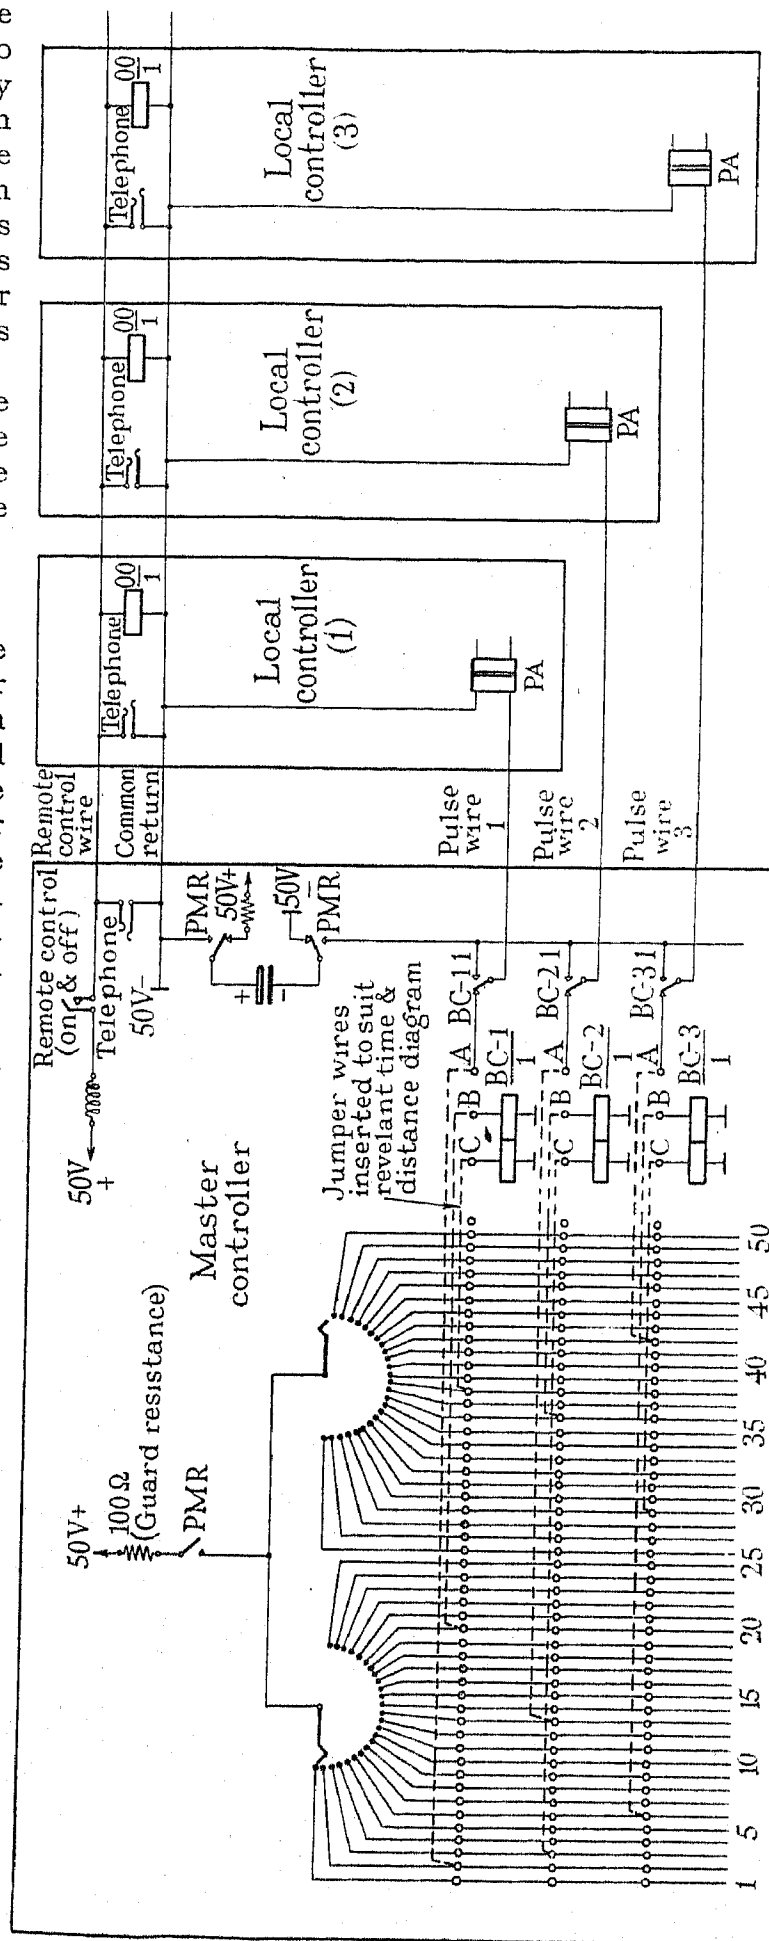 50V+
100Ω
(Guard resistance)
PMR
Master
controller
50V
+
Remote control
(on & off)
Telephone
50V-
PMR
50V+
+
-
50V
-
PMR
Jumper wires
inserted to suit
revelant time &
distance diagram
C B A BC-11
BC-1
1
C B A BC-21
BC-2
1
C B A BC-31
BC-3
1
1 5 10 15 20 25 30 35 40 45 50
Remote
control
wire
Common
return
Pulse
wire
1
Pulse
wire
2
Pulse
wire
3
Telephone
00
1
Local
controller
(1)
PA
Telephone
00
1
Local
controller
(2)
PA
Telephone
00
1
Local
controller
(3)
PA